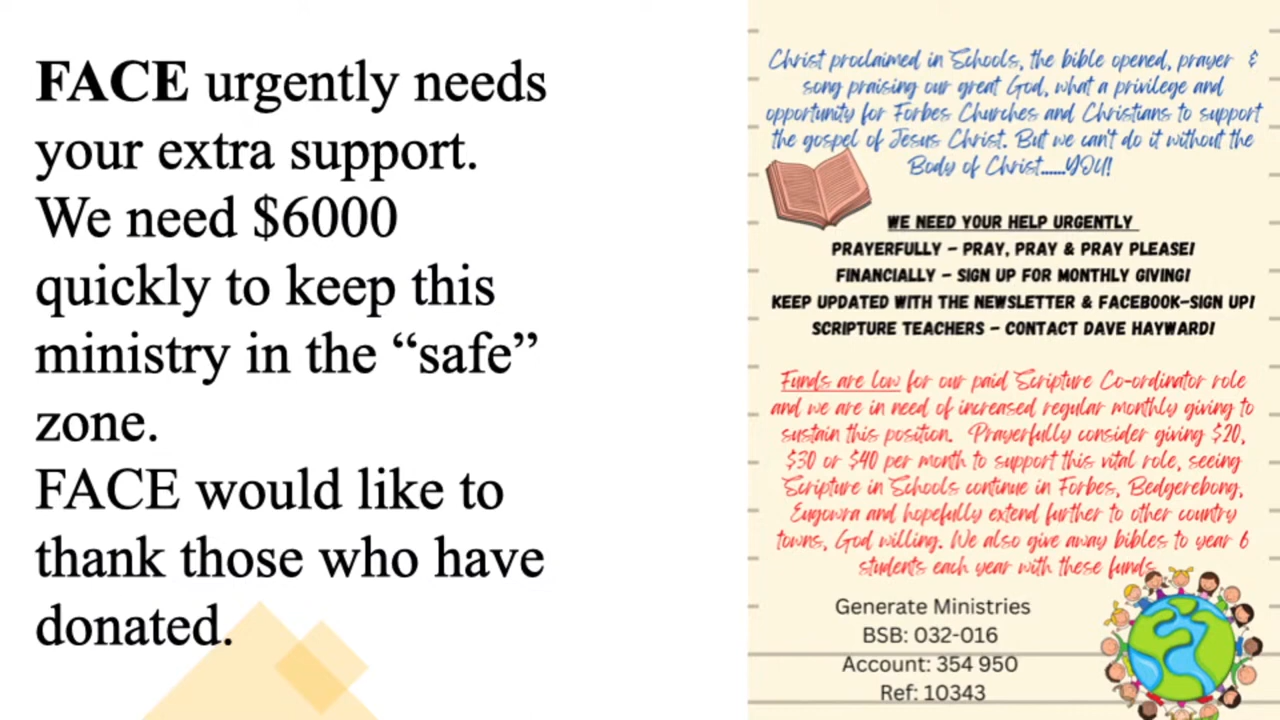 FACE urgently needs
your extra support.
We need $6000
quickly to keep this
ministry in the “safe”
zone.
FACE would like to
thank those who have
donated.
Christ proclaimed in Schools, the bible opened, prayer &
song praising our great God, what a privilege and
opportunity for Forbes Churches and Christians to support
the gospel of Jesus Christ. But we can't do it without the
Body of Christ......YOU!
WE NEED YOUR HELP URGENTLY
PRAYERFULLY - PRAY, PRAY & PRAY PLEASE!
FINANCIALLY - SIGN UP FOR MONTHLY GIVING!
KEEP UPDATED WITH THE NEWSLETTER & FACEBOOK-SIGN UP!
SCRIPTURE TEACHERS - CONTACT DAVE HAYWARD!
Funds are low for our paid Scripture Co-ordinator role
and we are in need of increased regular monthly giving to
sustain this position. Prayerfully consider giving $20,
$30 or $40 per month to support this vital role, seeing
Scripture in Schools continue in Forbes, Bedgerebong,
Eugowra and hopefully extend further to other country
towns, God willing. We also give away bibles to year 6
students each year with these funds.
Generate Ministries
BSB: 032-016
Account: 354 950
Ref: 10343